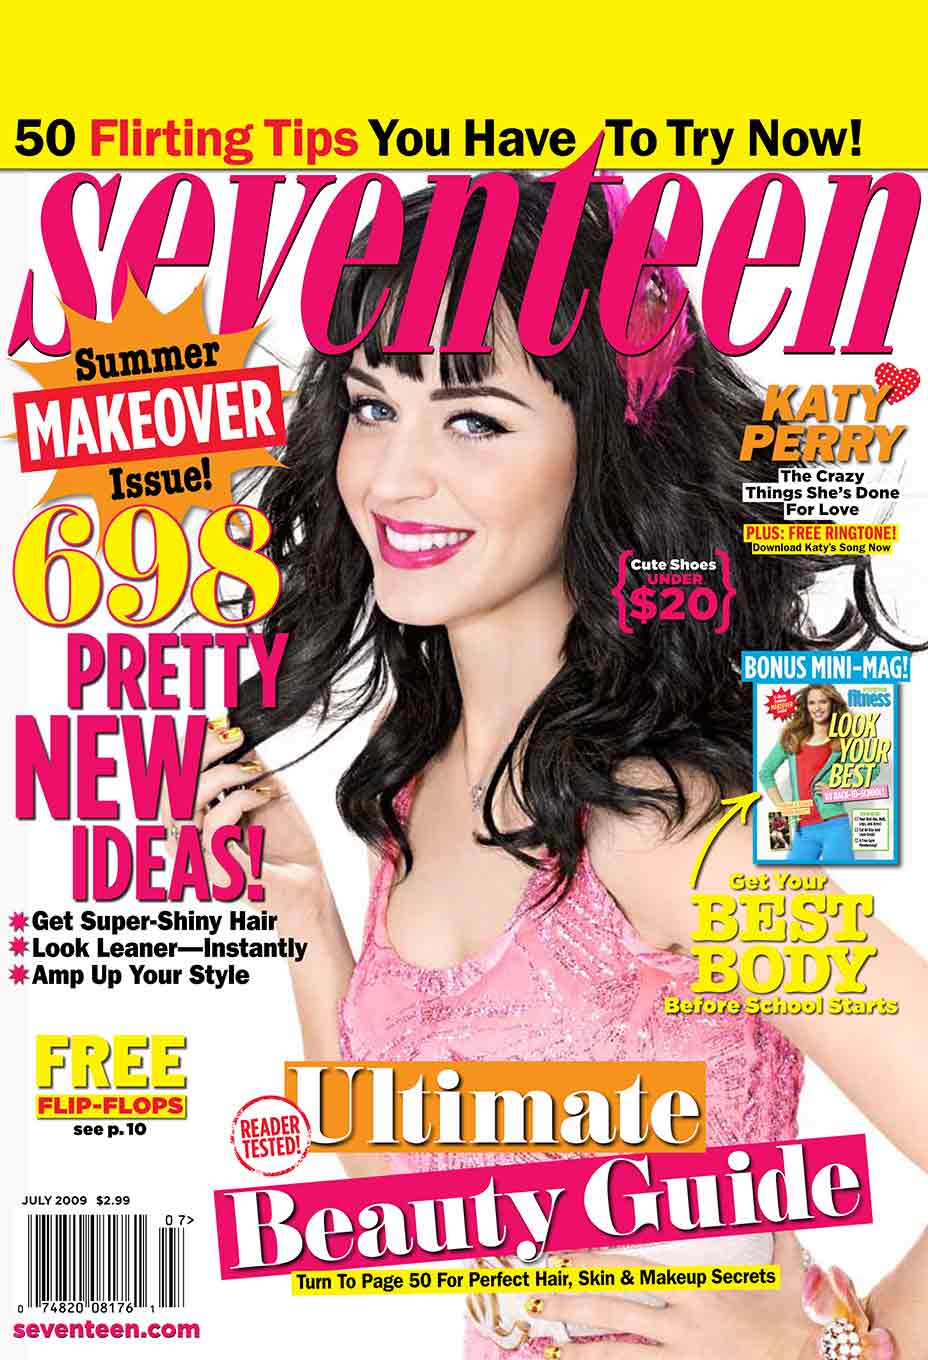 50 Flirting Tips You Have To Try Now!
seventeen
Summer
MAKEOVER
Issue!
698
PRETTY
NEW
IDEAS!
Get Super-Shiny Hair
Look Leaner—Instantly
Amp Up Your Style
KATY
PERRY
The Crazy
Things She's Done
For Love
PLUS: FREE RINGTONE!
Download Katy's Song Now
Cute Shoes
UNDER
$20
BONUS MINI-MAG!
fitness
LOOK
YOUR
BEST
BY BACK-TO-SCHOOL!
Get Your
BEST
BODY
Before School Starts
FREE
FLIP-FLOPS
see p. 10
READER
TESTED!
Ultimate
Beauty Guide
Turn To Page 50 For Perfect Hair, Skin & Makeup Secrets
JULY 2009 $2.99
07>
0 74820 08176 1
seventeen.com